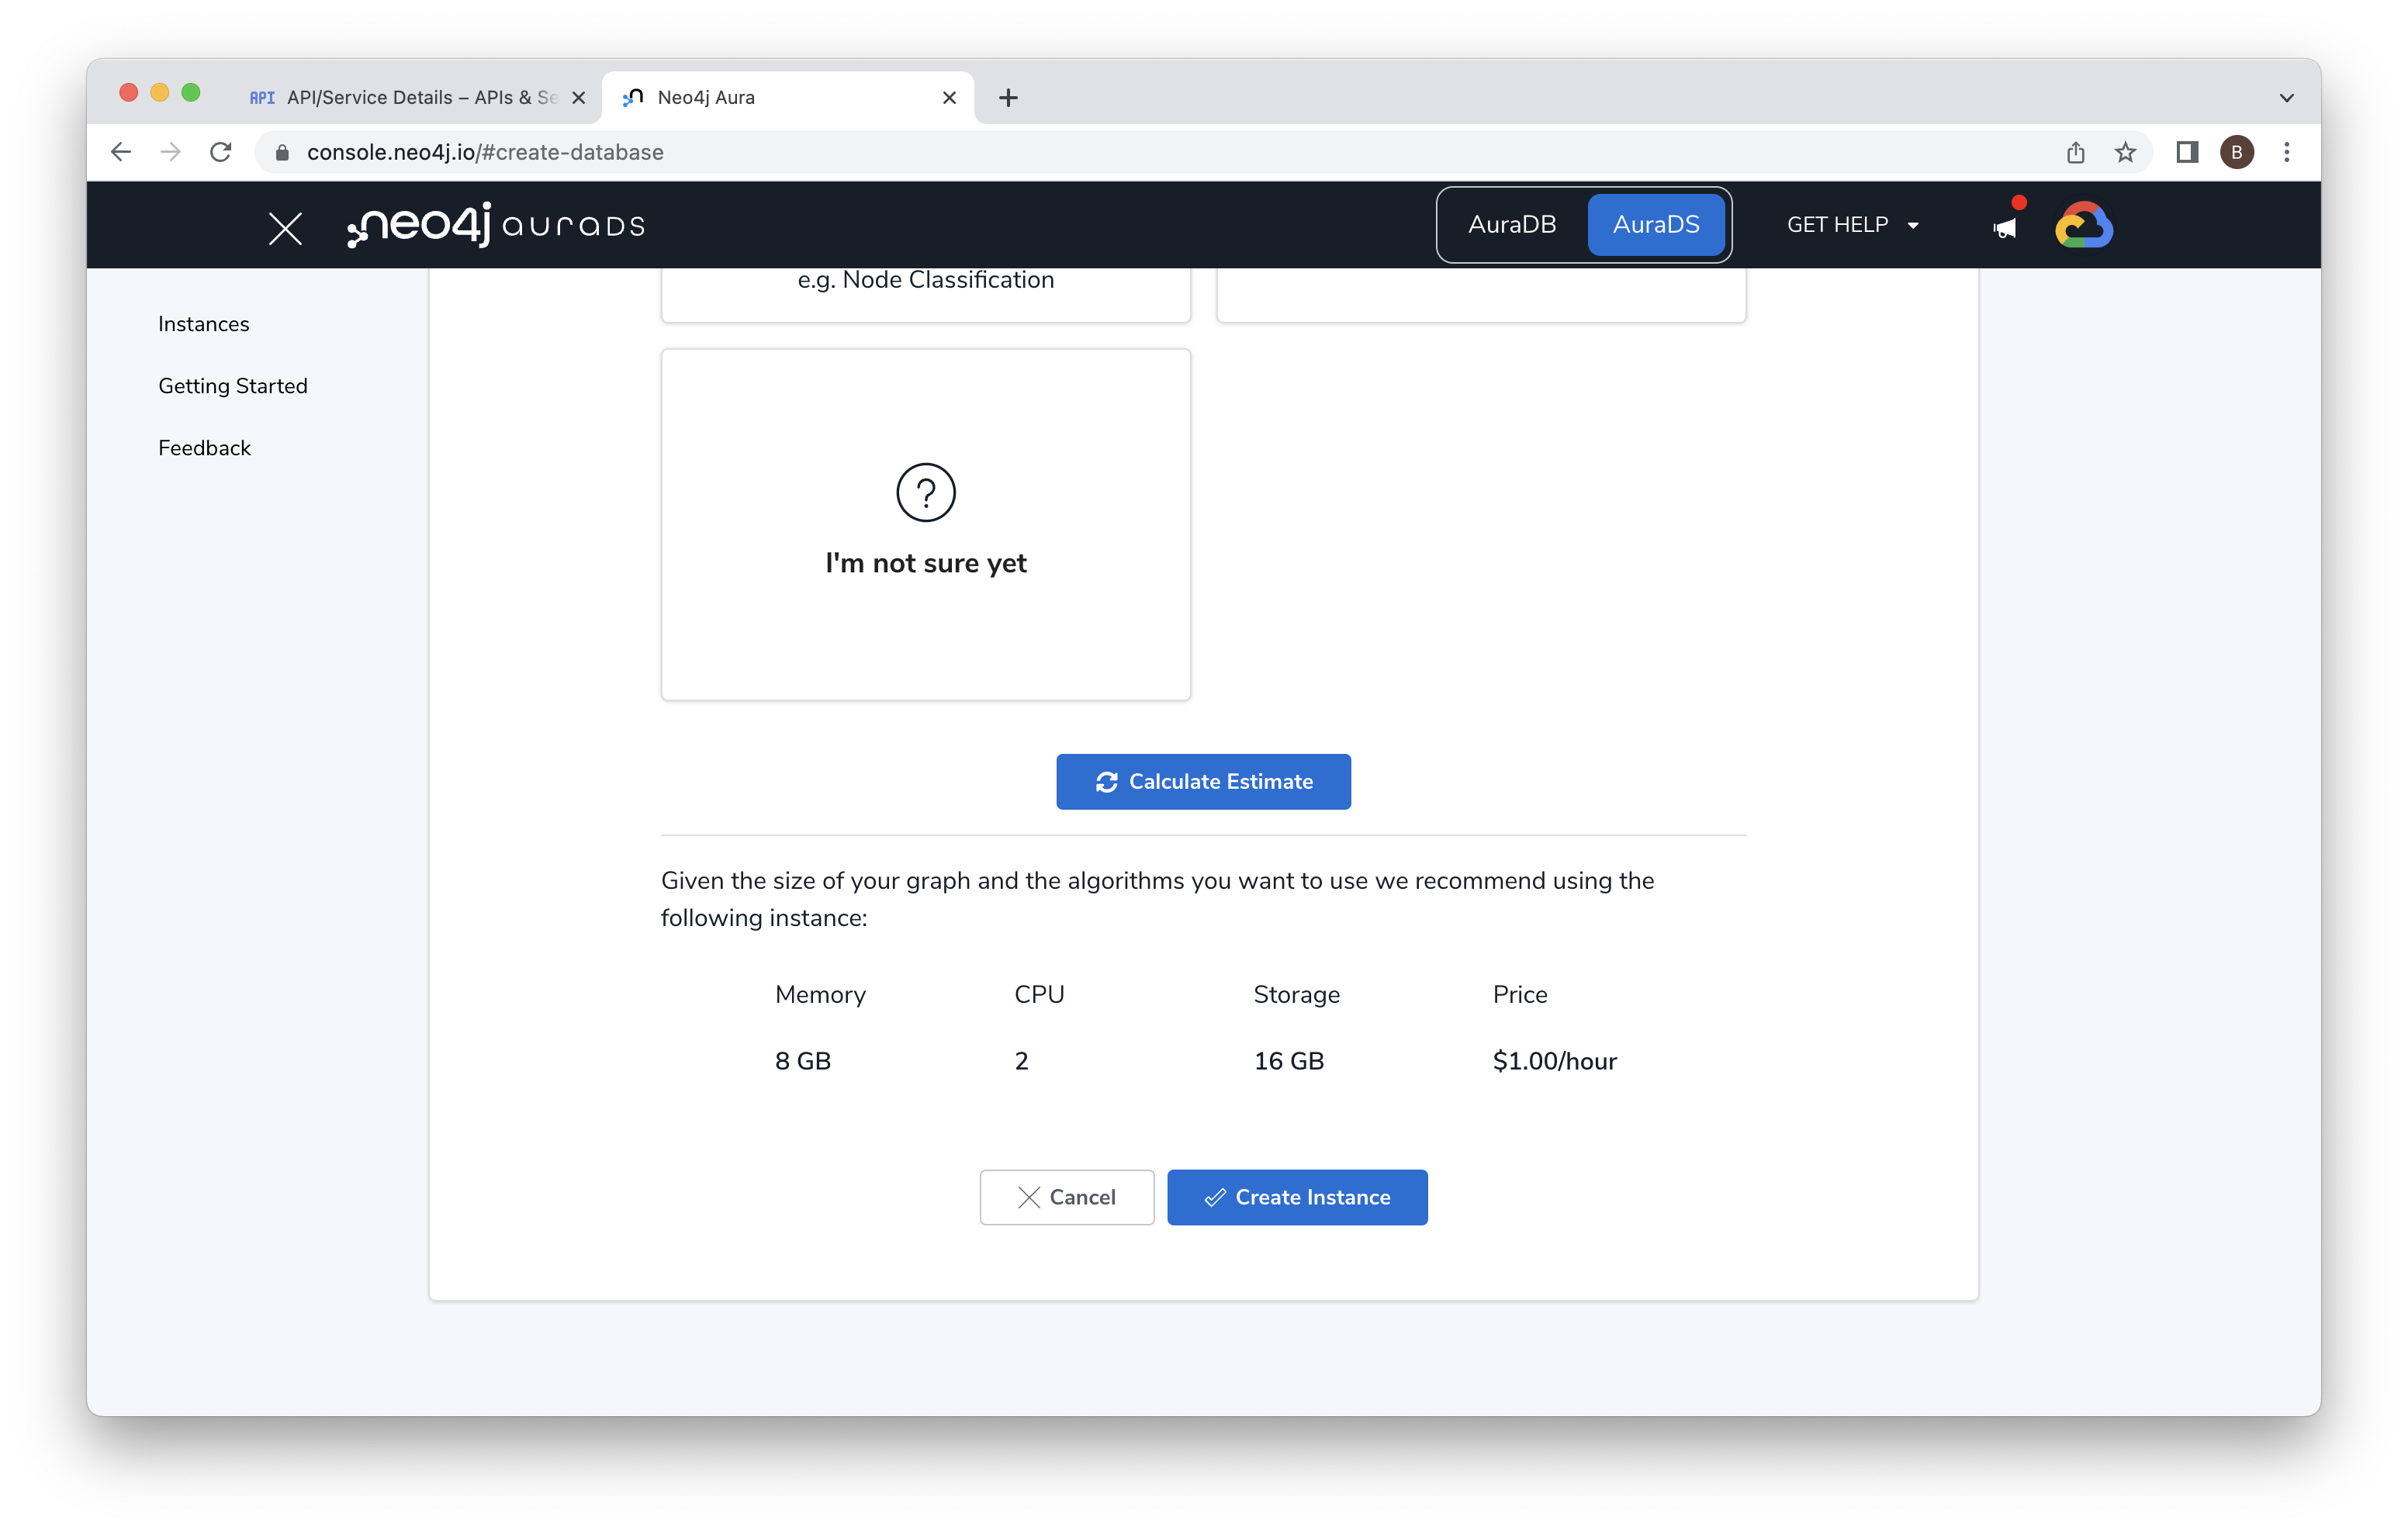 API API/Service Details – APIs & Se
Neo4j Aura
console.neo4j.io/#create-database
B
neo4j auraDS
AuraDB
AuraDS
GET HELP
Instances
Getting Started
Feedback
e.g. Node Classification
?
I'm not sure yet
Calculate Estimate
Given the size of your graph and the algorithms you want to use we recommend using the
following instance:
Memory CPU Storage Price
8 GB 2 16 GB $1.00/hour
Cancel
Create Instance